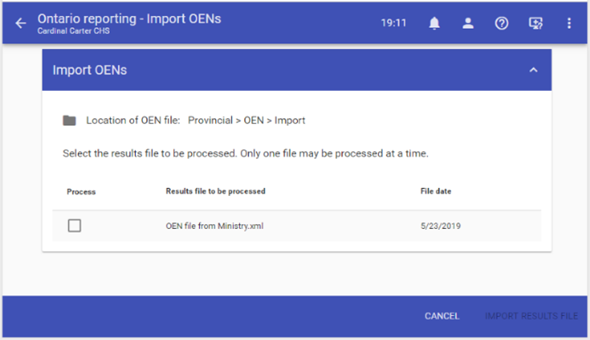 Ontario reporting - Import OENs
Cardinal Carter CHS
19:11
Import OENs
Location of OEN file: Provincial > OEN > Import
Select the results file to be processed. Only one file may be processed at a time.
Process Results file to be processed File date
OEN file from Ministry.xml 5/23/2019
CANCEL IMPORT RESULTS FILE